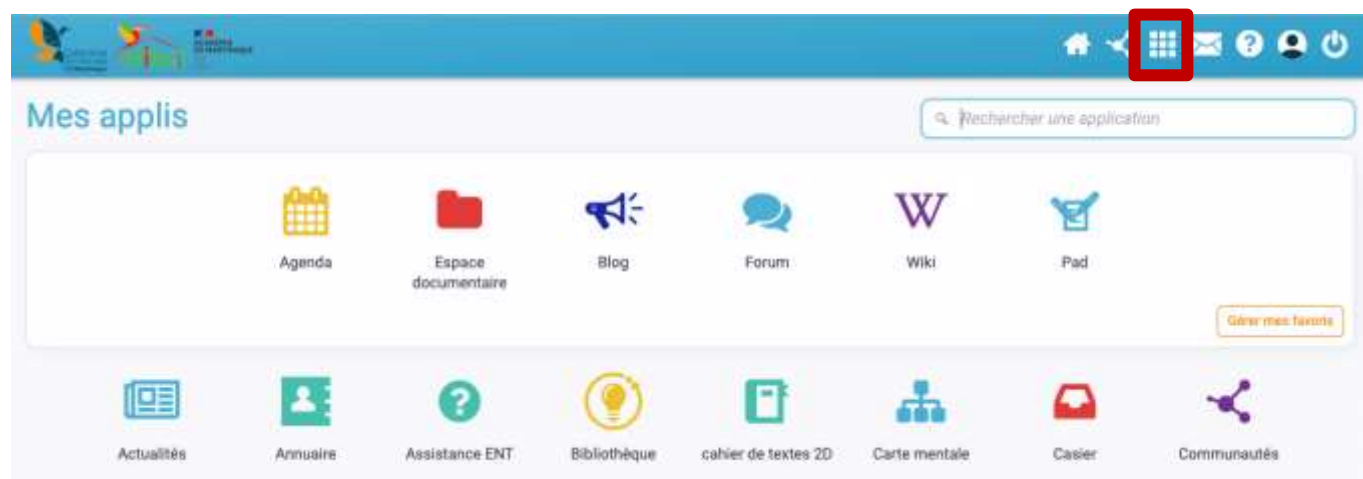 Mes applis
Rechercher une application
Agenda
Espace documentaire
Blog
Forum
Wiki
Pad
Gérer mes favoris
Actualités
Annuaire
Assistance ENT
Bibliothèque
cahier de textes 2D
Carte mentale
Casier
Communautés